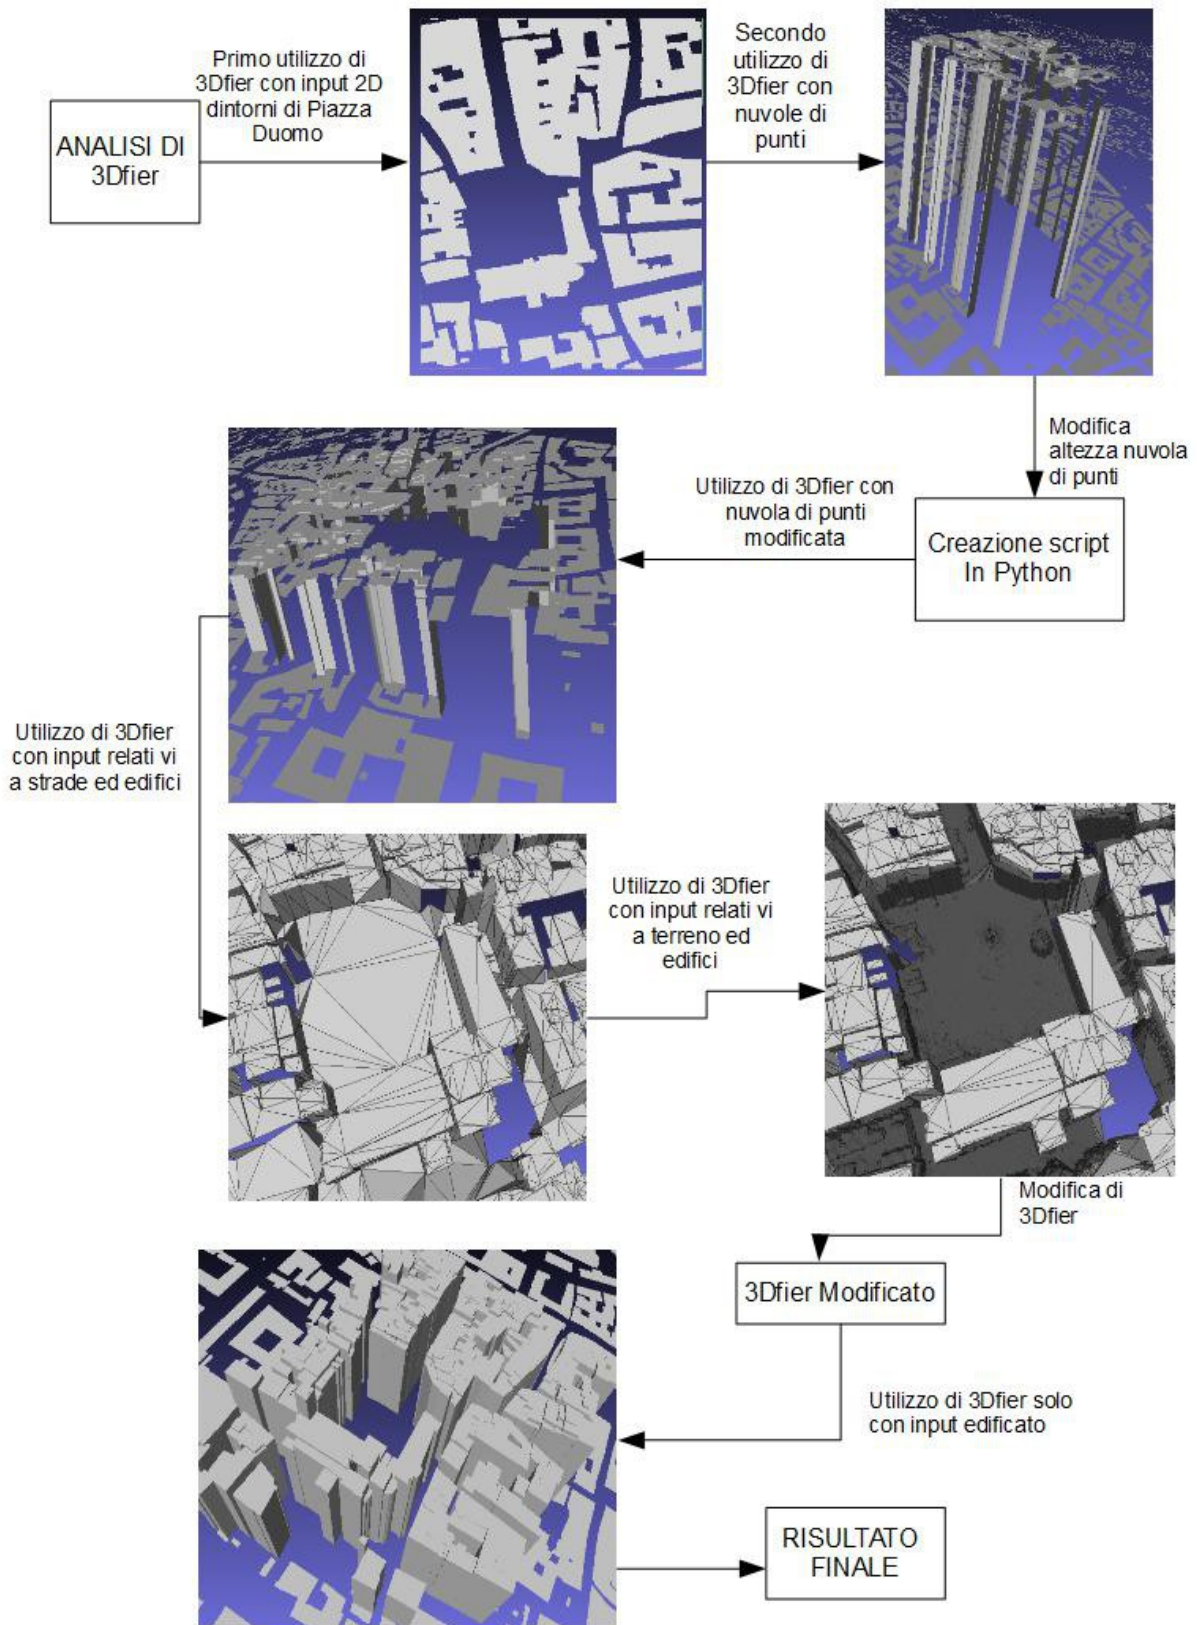 ANALISI DI
3Dfier
Primo utilizzo di
3Dfier con input 2D
dintorni di Piazza
Duomo
Secondo
utilizzo di
3Dfier con
nuvole di
punti
Modifica
altezza nuvola
di punti
Creazione script
In Python
Utilizzo di 3Dfier con
nuvola di punti
modificata
Utilizzo di 3Dfier
con input relati vi
a strade ed edifici
Utilizzo di 3Dfier
con input relati vi
a terreno ed
edifici
Modifica di
3Dfier
3Dfier Modificato
Utilizzo di 3Dfier solo
con input edificato
RISULTATO
FINALE